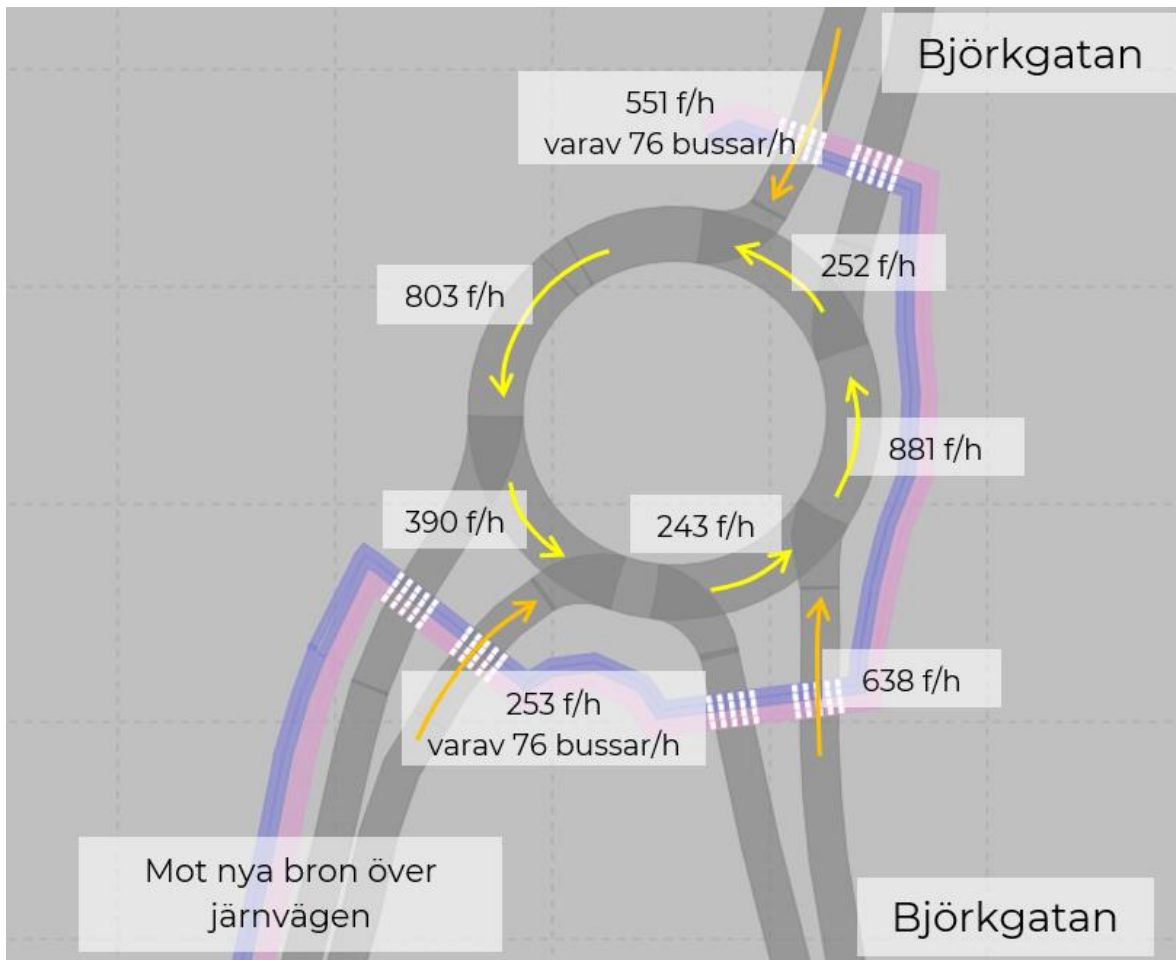 Björkgatan
551 f/h
varav 76 bussar/h
252 f/h
803 f/h
881 f/h
390 f/h
243 f/h
638 f/h
253 f/h
varav 76 bussar/h
Mot nya bron över
järnvägen
Björkgatan